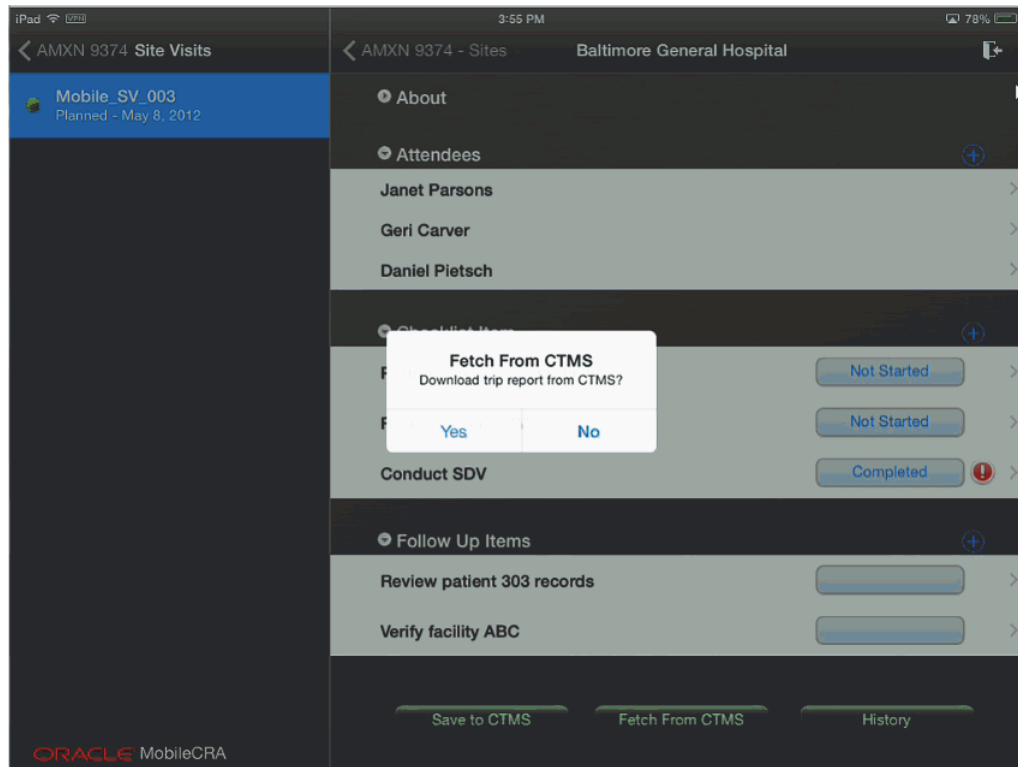 iPad VPN 3:55 PM 78%
AMXN 9374 Site Visits
AMXN 9374 - Sites Baltimore General Hospital
Mobile_SV_003
Planned - May 8, 2012
About
Attendees
Janet Parsons
Geri Carver
Daniel Pietsch
Checklist Item
Not Started
Not Started
Conduct SDV Completed
Fetch From CTMS
Download trip report from CTMS?
Yes No
Follow Up Items
Review patient 303 records
Verify facility ABC
Save to CTMS Fetch From CTMS History
ORACLE MobileCRA